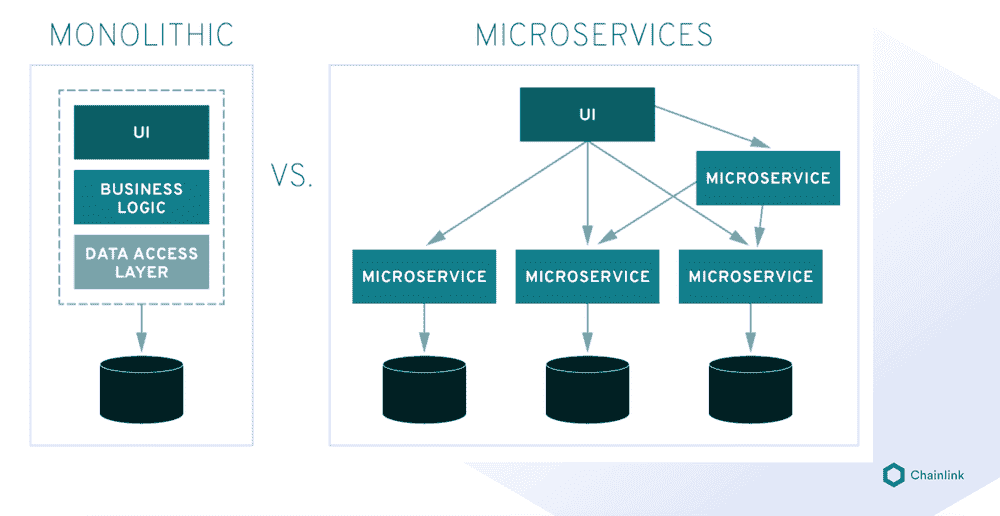 MONOLITHIC
UI
BUSINESS
LOGIC
DATA ACCESS
LAYER
VS.
MICROSERVICES
UI
MICROSERVICE
MICROSERVICE
MICROSERVICE
MICROSERVICE
Chainlink